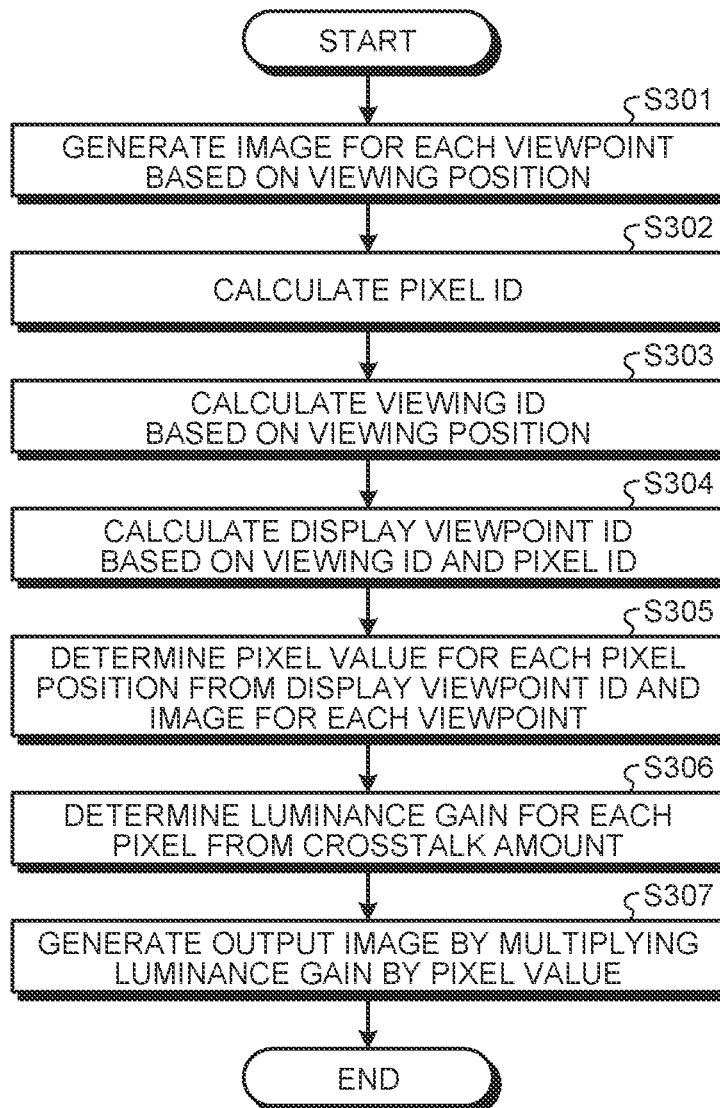 START
S301
GENERATE IMAGE FOR EACH VIEWPOINT
BASED ON VIEWING POSITION
S302
CALCULATE PIXEL ID
S303
CALCULATE VIEWING ID
BASED ON VIEWING POSITION
S304
CALCULATE DISPLAY VIEWPOINT ID
BASED ON VIEWING ID AND PIXEL ID
S305
DETERMINE PIXEL VALUE FOR EACH PIXEL
POSITION FROM DISPLAY VIEWPOINT ID AND
IMAGE FOR EACH VIEWPOINT
S306
DETERMINE LUMINANCE GAIN FOR EACH
PIXEL FROM CROSSTALK AMOUNT
S307
GENERATE OUTPUT IMAGE BY MULTIPLYING
LUMINANCE GAIN BY PIXEL VALUE
END